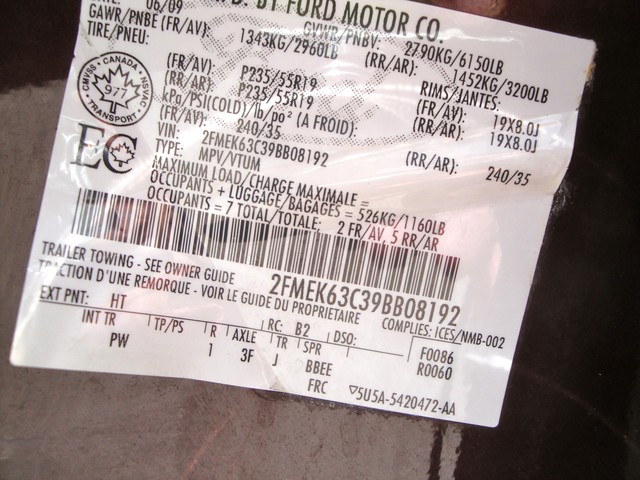 BY FORD MOTOR CO.
06/09 GVWR/PNBV: 2790KG/6150LB
GAWR/PNBE (FR/AV): 1343KG/2960LB (RR/AR): 1452KG/3200LB
TIRE/PNEU: RIMS/JANTES:
(FR/AV): P235/55R19 (FR/AV): 19X8.0J
(RR/AR): P235/55R19 (RR/AR): 19X8.0J
kPa/PSI(COLD)/lb/po² (A FROID):
(FR/AV): 240/35 (RR/AR): 240/35
VIN: 2FMEK63C39BB08192
TYPE: MPV/VTUM
MAXIMUM LOAD/CHARGE MAXIMALE =
OCCUPANTS + LUGGAGE/BAGAGES = 526KG/1160LB
OCCUPANTS = 7 TOTAL/TOTALE: 2 FR/AV, 5 RR/AR
CANADA
CMVSS NSVAC
977
TRANSPORT
EC
2FMEK63C39BB08192
TRAILER TOWING - SEE OWNER GUIDE
TRACTION D'UNE REMORQUE - VOIR LE GUIDE DU PROPRIETAIRE
COMPLIES: ICES/NMB-002
EXT PNT: HT RC: B2 DSO: F0086
INT TR TP/PS R AXLE TR SPR R0060
PW 1 3F J BBEE
FRC ▽5U5A-5420472-AA